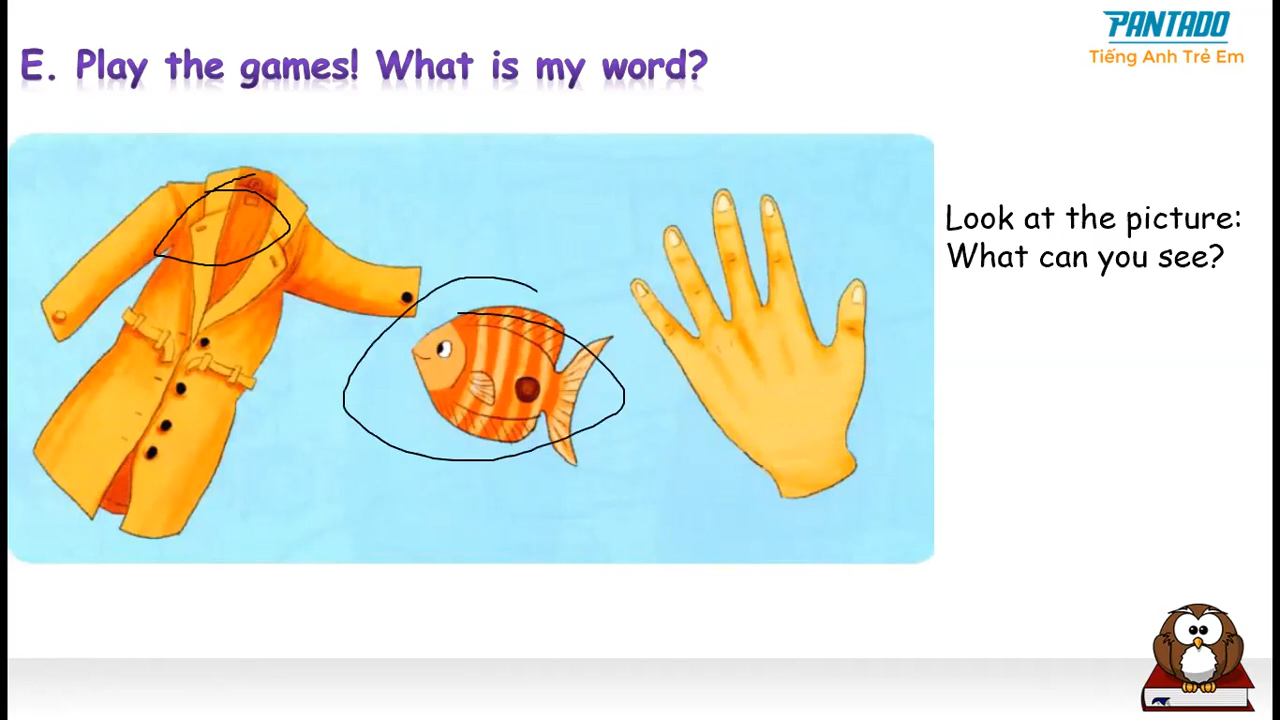 PANTADO
Tiếng Anh Trẻ Em
E. Play the games! What is my word?
Look at the picture:
What can you see?